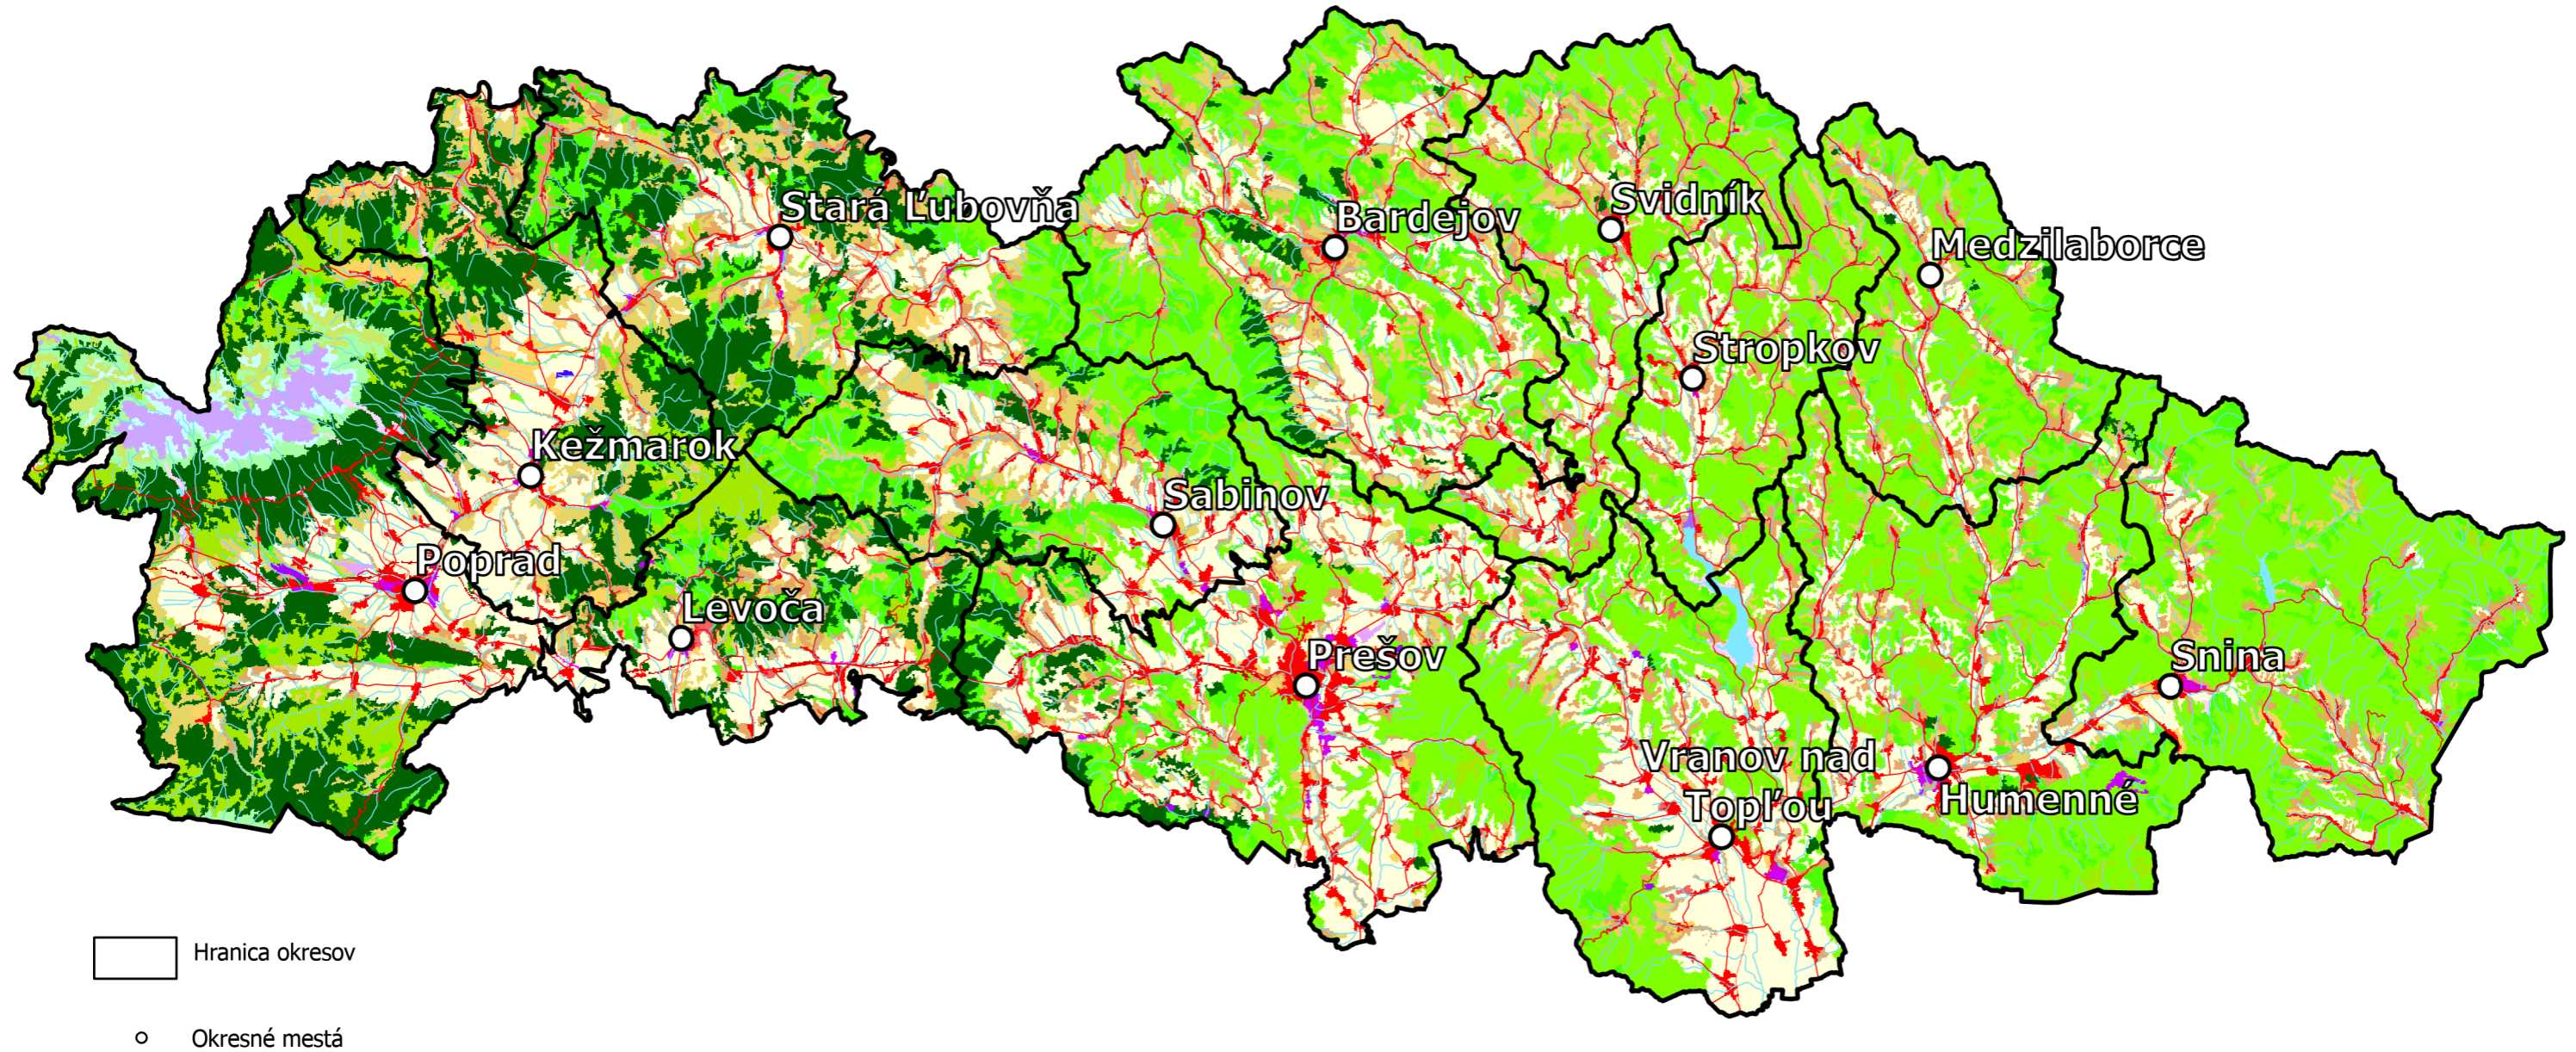 Stará Ľubovňa
Bardejov
Svidník
Medzilaborce
Stropkov
Kežmarok
Sabinov
Poprad
Levoča
Prešov
Snina
Vranov nad
Topľou
Humenné
Hranica okresov
Okresné mestá